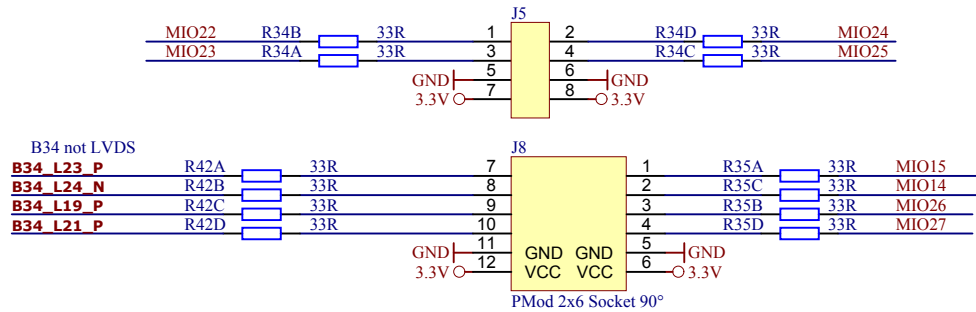 J5
MIO22 R34B 33R 1 2 R34D 33R MIO24
MIO23 R34A 33R 3 4 R34C 33R MIO25
GND 5 6 GND
3.3V 7 8 3.3V
B34 not LVDS J8
B34_L23_P R42A 33R 7 1 R35A 33R MIO15
B34_L24_N R42B 33R 8 2 R35C 33R MIO14
B34_L19_P R42C 33R 9 3 R35B 33R MIO26
B34_L21_P R42D 33R 10 4 R35D 33R MIO27
GND 11 GND GND 5 GND
3.3V 12 VCC VCC 6 3.3V
PMod 2x6 Socket 90°